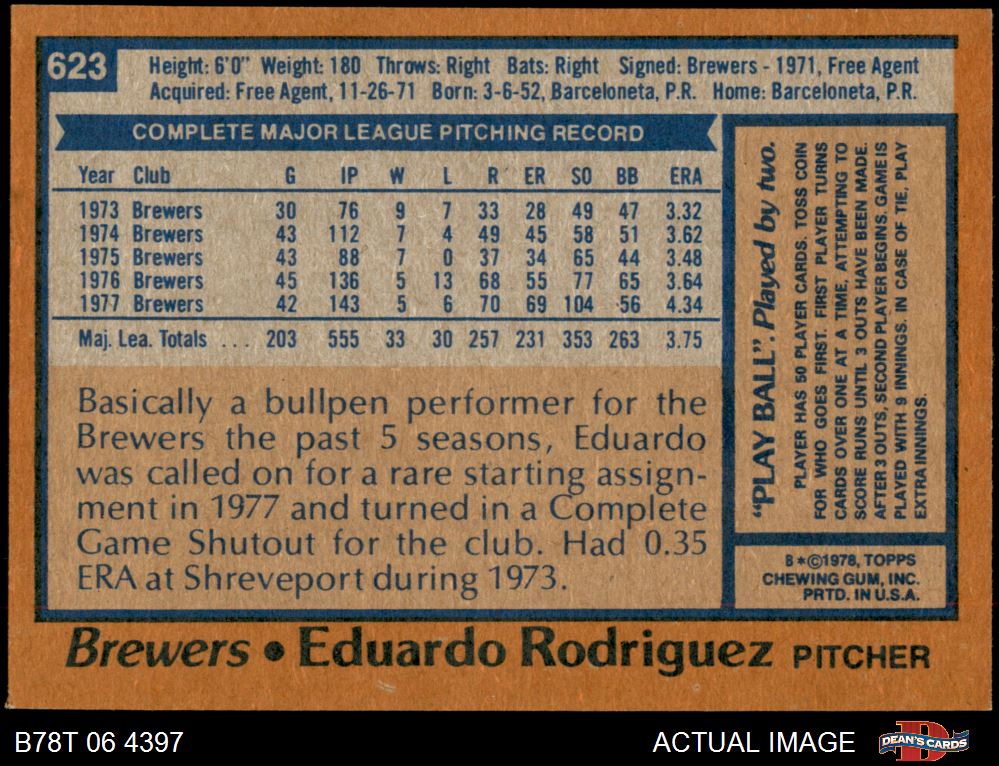 623
Height: 6'0" Weight: 180 Throws: Right Bats: Right Signed: Brewers - 1971, Free Agent
Acquired: Free Agent, 11-26-71 Born: 3-6-52, Barceloneta, P.R. Home: Barceloneta, P.R.
COMPLETE MAJOR LEAGUE PITCHING RECORD
Year Club G IP W L R ER SO BB ERA
1973 Brewers 30 76 9 7 33 28 49 47 3.32
1974 Brewers 43 112 7 4 49 45 58 51 3.62
1975 Brewers 43 88 7 0 37 34 65 44 3.48
1976 Brewers 45 136 5 13 68 55 77 65 3.64
1977 Brewers 42 143 5 6 70 69 104 56 4.34
Maj. Lea. Totals ... 203 555 33 30 257 231 353 263 3.75
Basically a bullpen performer for the
Brewers the past 5 seasons, Eduardo
was called on for a rare starting assign-
ment in 1977 and turned in a Complete
Game Shutout for the club. Had 0.35
ERA at Shreveport during 1973.
"PLAY BALL". Played by two.
PLAYER HAS 50 PLAYER CARDS. TOSS COIN
FOR WHO GOES FIRST. FIRST PLAYER TURNS
CARDS OVER ONE AT A TIME, ATTEMPTING TO
SCORE RUNS UNTIL 3 OUTS HAVE BEEN MADE.
AFTER 3 OUTS, SECOND PLAYER BEGINS. GAME IS
PLAYED WITH 9 INNINGS. IN CASE OF TIE, PLAY
EXTRA INNINGS.
B*©1978, TOPPS
CHEWING GUM, INC.
PRTD. IN U.S.A.
Brewers • Eduardo Rodriguez PITCHER
B78T 06 4397
ACTUAL IMAGE
D
DEAN'S CARDS